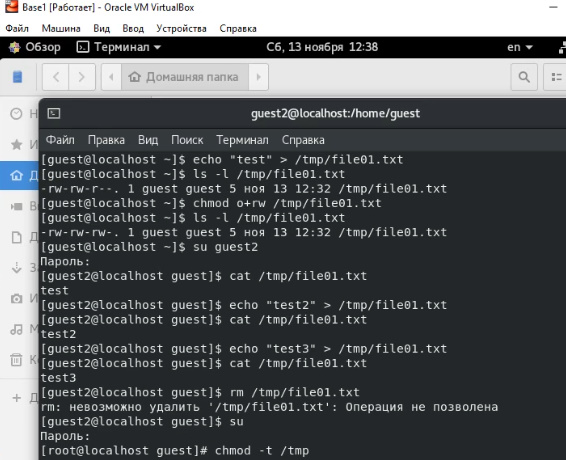 Base1 [Работает] - Oracle VM VirtualBox
Файл Машина Вид Ввод Устройства Справка
Обзор Терминал Сб, 13 ноября 12:38 en
Домашняя папка
guest2@localhost:/home/guest
Файл Правка Вид Поиск Терминал Справка
[guest@localhost ~]$ echo "test" > /tmp/file01.txt
[guest@localhost ~]$ ls -l /tmp/file01.txt
-rw-rw-r--. 1 guest guest 5 ноя 13 12:32 /tmp/file01.txt
[guest@localhost ~]$ chmod o+rw /tmp/file01.txt
[guest@localhost ~]$ ls -l /tmp/file01.txt
-rw-rw-rw-. 1 guest guest 5 ноя 13 12:32 /tmp/file01.txt
[guest@localhost ~]$ su guest2
Пароль:
[guest2@localhost guest]$ cat /tmp/file01.txt
test
[guest2@localhost guest]$ echo "test2" > /tmp/file01.txt
[guest2@localhost guest]$ cat /tmp/file01.txt
test2
[guest2@localhost guest]$ echo "test3" > /tmp/file01.txt
[guest2@localhost guest]$ cat /tmp/file01.txt
test3
[guest2@localhost guest]$ rm /tmp/file01.txt
rm: невозможно удалить '/tmp/file01.txt': Операция не позволена
[guest2@localhost guest]$ su
Пароль:
[root@localhost guest]# chmod -t /tmp